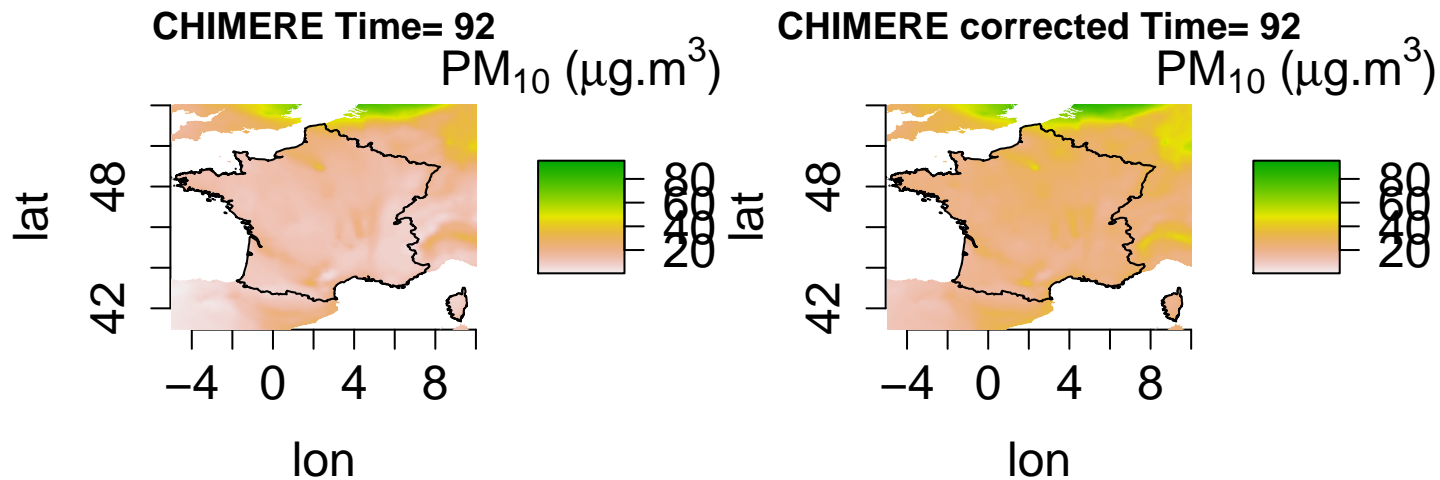 CHIMERE Time= 92
PM₁₀ (μg.m³)
lat
48
42
80
60
40
20
−4 0 4 8
lon
CHIMERE corrected Time= 92
PM₁₀ (μg.m³)
lat
48
42
80
60
40
20
−4 0 4 8
lon